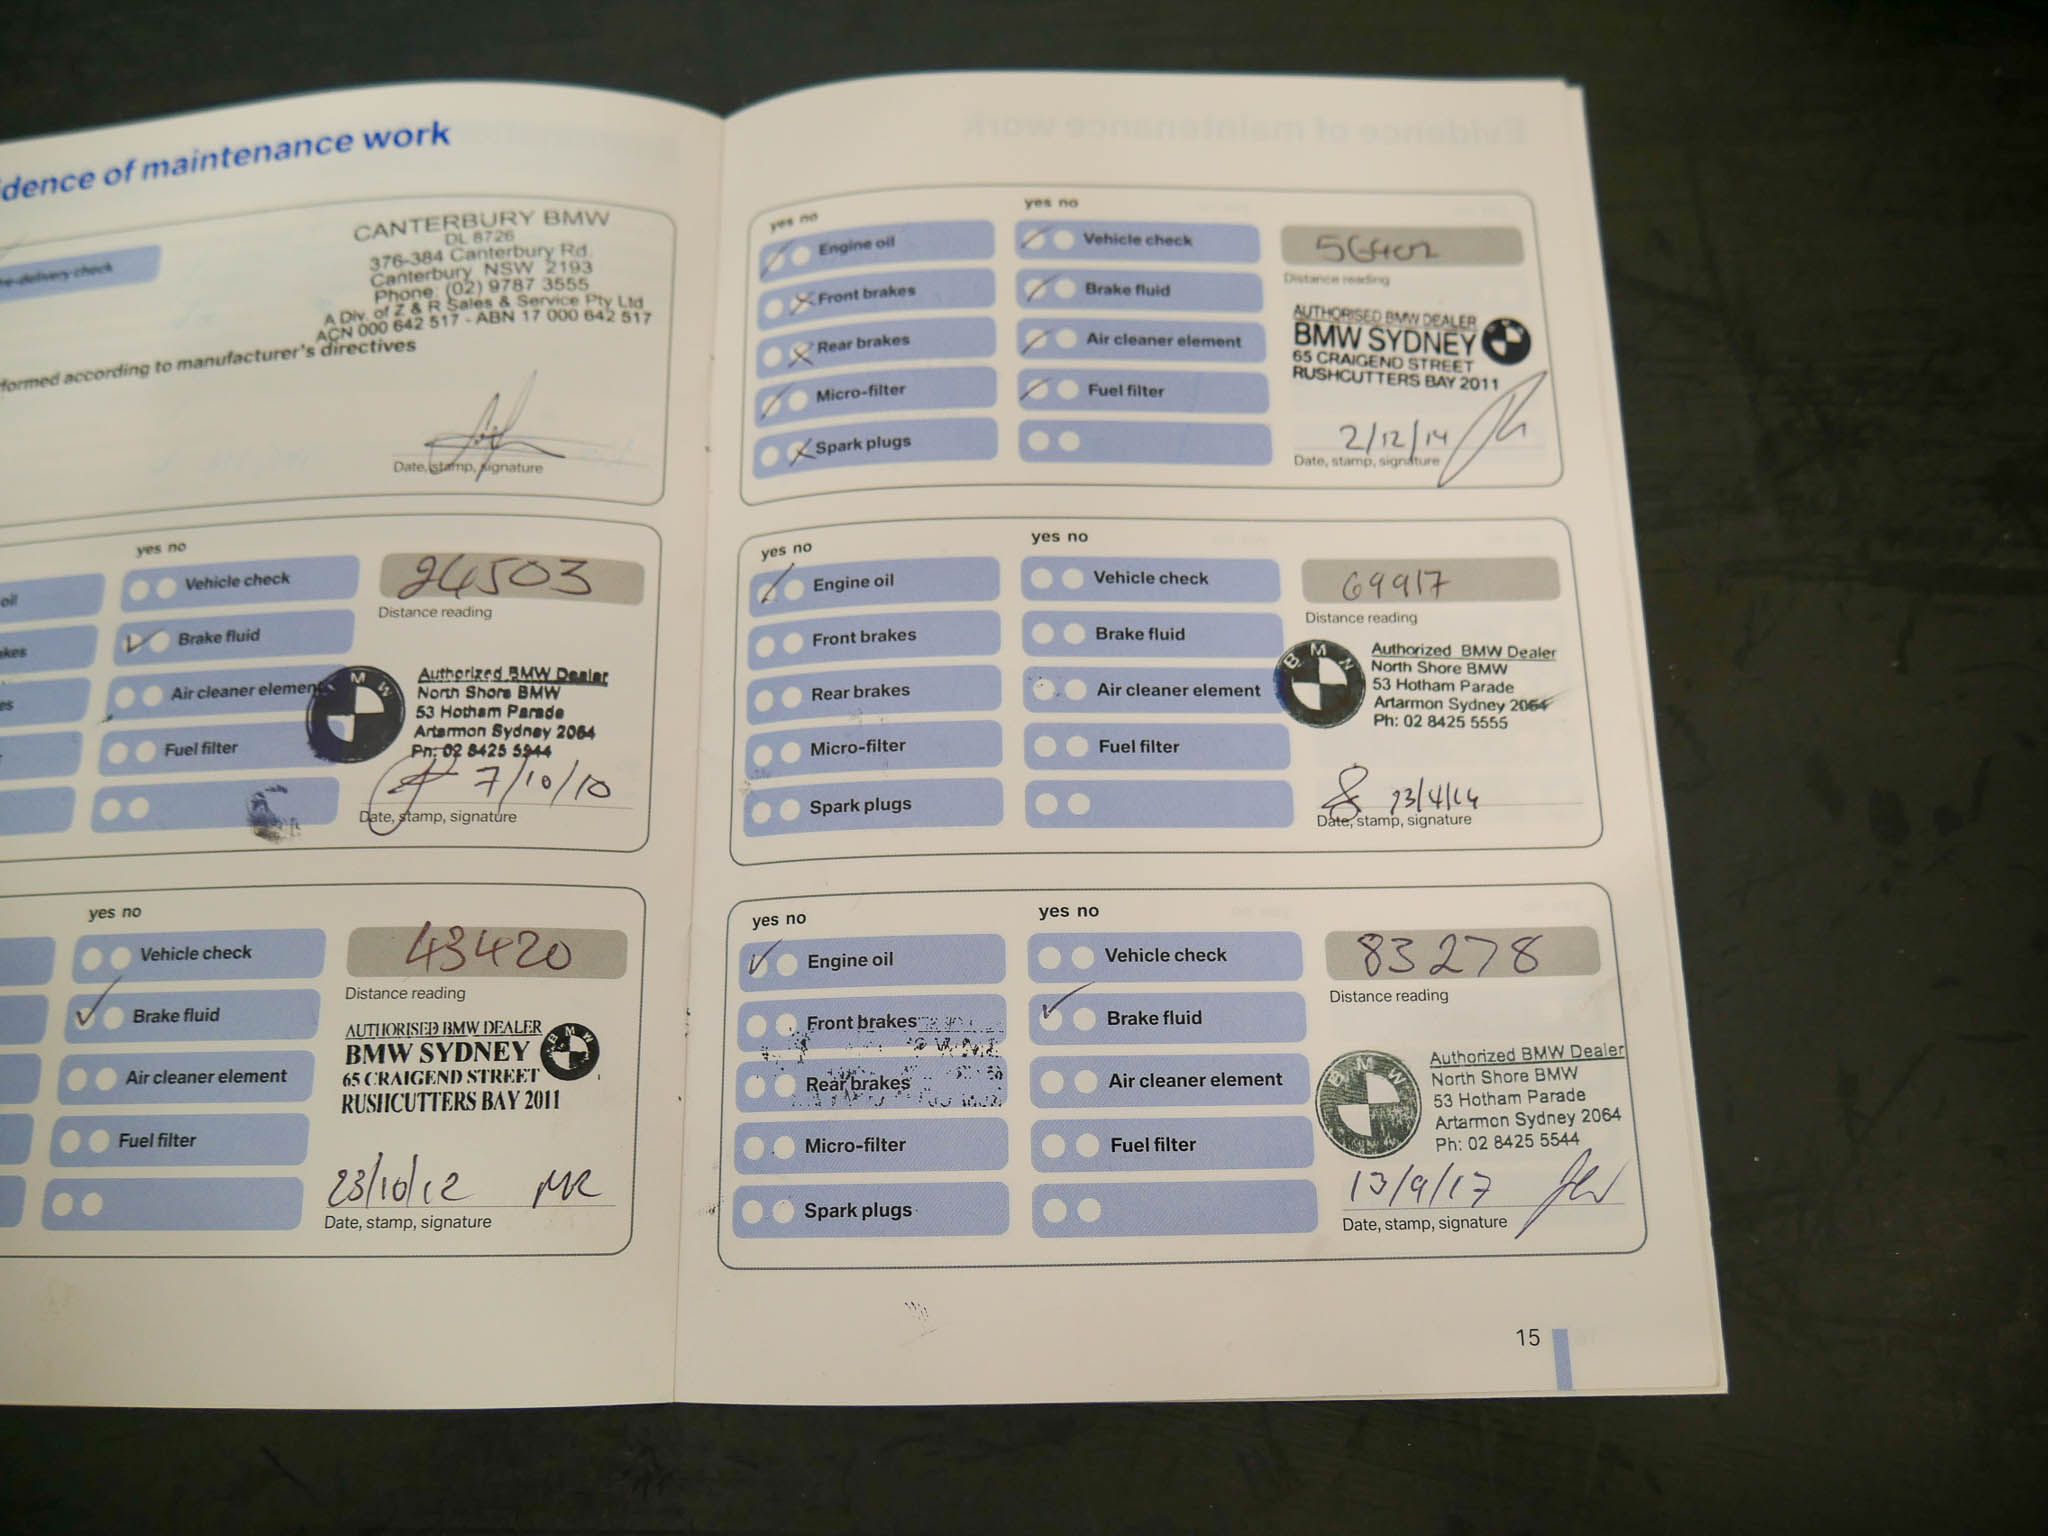 idence of maintenance work
CANTERBURY BMW
DL 8726
376-384 Canterbury Rd.
Canterbury NSW 2193
Phone: (02) 9787 3555
A Div. of Z & R Sales & Service Pty Ltd
ACN 000 642 517 - ABN 17 000 642 517
re-delivery check
formed according to manufacturer's directives
Date, stamp, signature
yes no
oil
Vehicle check
24503
Distance reading
akes
Brake fluid
es
Air cleaner element
BMW
Authorized BMW Dealer
North Shore BMW
53 Hotham Parade
Artarmon Sydney 2064
Ph: 02 8425 5944
Fuel filter
7/10/10
Date, stamp, signature
yes no
Vehicle check
43420
Distance reading
Brake fluid
AUTHORISED BMW DEALER
BMW SYDNEY
65 CRAIGEND STREET
RUSHCUTTERS BAY 2011
BMW
Air cleaner element
Fuel filter
23/10/12 MR
Date, stamp, signature
Evidence of maintenance work
yes no
yes no
Engine oil
Vehicle check
56402
Distance reading
Front brakes
Brake fluid
AUTHORISED BMW DEALER
BMW SYDNEY
65 CRAIGEND STREET
RUSHCUTTERS BAY 2011
Rear brakes
Air cleaner element
Micro-filter
Fuel filter
Spark plugs
2/12/14
Date, stamp, signature
yes no
yes no
Engine oil
Vehicle check
69917
Distance reading
Front brakes
Brake fluid
BMW
Authorized BMW Dealer
North Shore BMW
53 Hotham Parade
Artarmon Sydney 2064
Ph: 02 8425 5555
Rear brakes
Air cleaner element
Micro-filter
Fuel filter
Spark plugs
Date, stamp, signature
yes no
yes no
Engine oil
Vehicle check
83278
Distance reading
Front brakes
Brake fluid
BMW
Authorized BMW Dealer
North Shore BMW
53 Hotham Parade
Artarmon Sydney 2064
Ph: 02 8425 5544
Rear brakes
Air cleaner element
Micro-filter
Fuel filter
Spark plugs
13/9/17
Date, stamp, signature
15